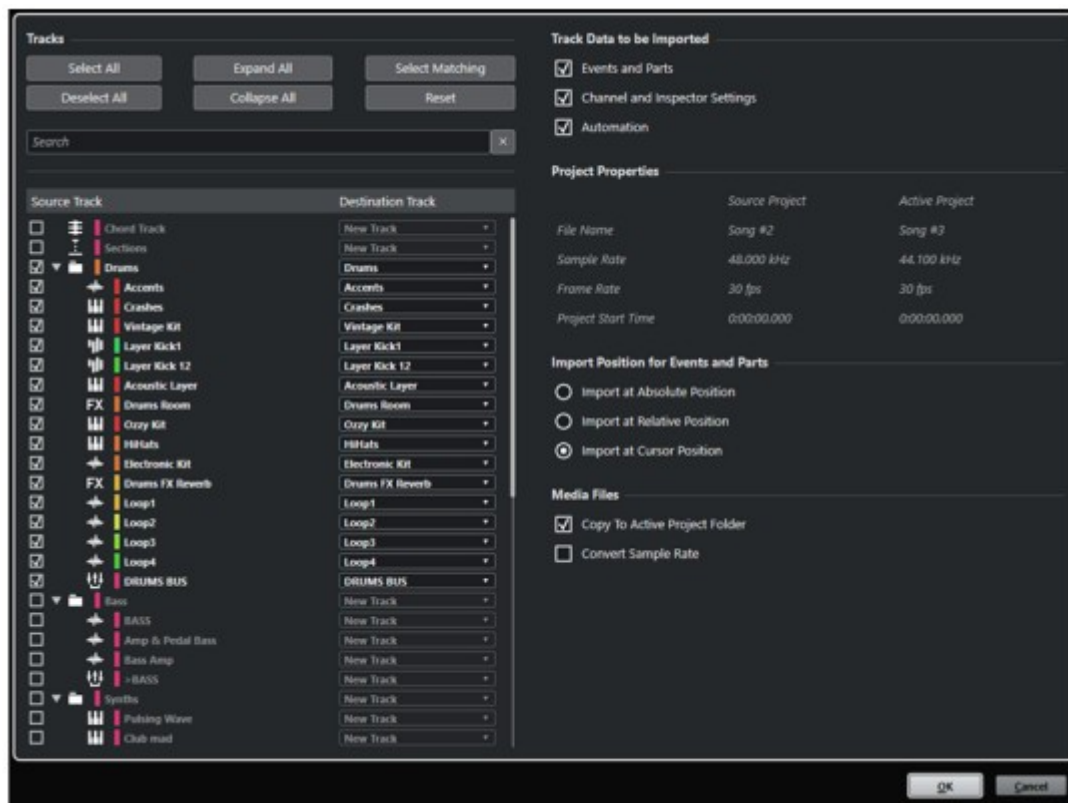 Tracks
Select All Expand All Select Matching
Deselect All Collapse All Reset
Search
Source Track Destination Track
Chord Track New Track
Sections New Track
Drums Drums
Accents Accents
Crashes Crashes
Vintage Kit Vintage Kit
Layer Kick1 Layer Kick1
Layer Kick 12 Layer Kick 12
Acoustic Layer Acoustic Layer
FX Drums Room Drums Room
Ozzy Kit Ozzy Kit
HiHats HiHats
Electronic Kit Electronic Kit
FX Drums FX Reverb Drums FX Reverb
Loop1 Loop1
Loop2 Loop2
Loop3 Loop3
Loop4 Loop4
DRUMS BUS DRUMS BUS
Bass New Track
BASS New Track
Amp & Pedal Bass New Track
Bass Amp New Track
>BASS New Track
Synths New Track
Pulsing Wave New Track
Club mad New Track
Track Data to be Imported
Events and Parts
Channel and Inspector Settings
Automation
Project Properties
Source Project Active Project
File Name Song #2 Song #3
Sample Rate 48.000 kHz 44.100 kHz
Frame Rate 30 fps 30 fps
Project Start Time 0:00:00.000 0:00:00.000
Import Position for Events and Parts
Import at Absolute Position
Import at Relative Position
Import at Cursor Position
Media Files
Copy To Active Project Folder
Convert Sample Rate
OK Cancel